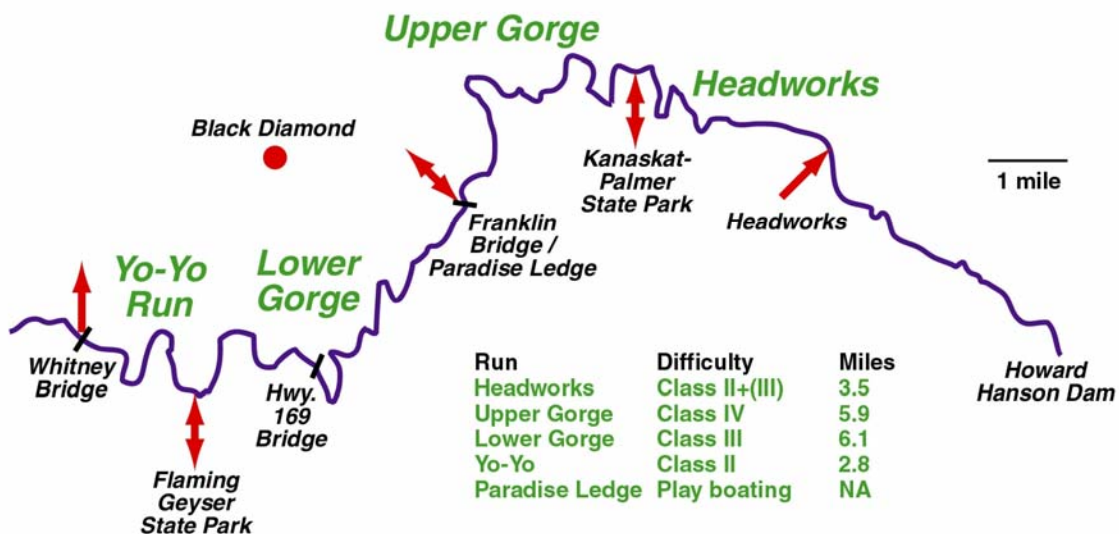 Upper Gorge
Headworks
Black Diamond
Kanaskat-
Palmer
State Park
1 mile
Headworks
Franklin
Bridge /
Paradise Ledge
Yo-Yo
Run
Lower
Gorge
Whitney
Bridge
Hwy.
169
Bridge
Flaming
Geyser
State Park
Howard
Hanson Dam
Run Difficulty Miles
Headworks Class II+(III) 3.5
Upper Gorge Class IV 5.9
Lower Gorge Class III 6.1
Yo-Yo Class II 2.8
Paradise Ledge Play boating NA